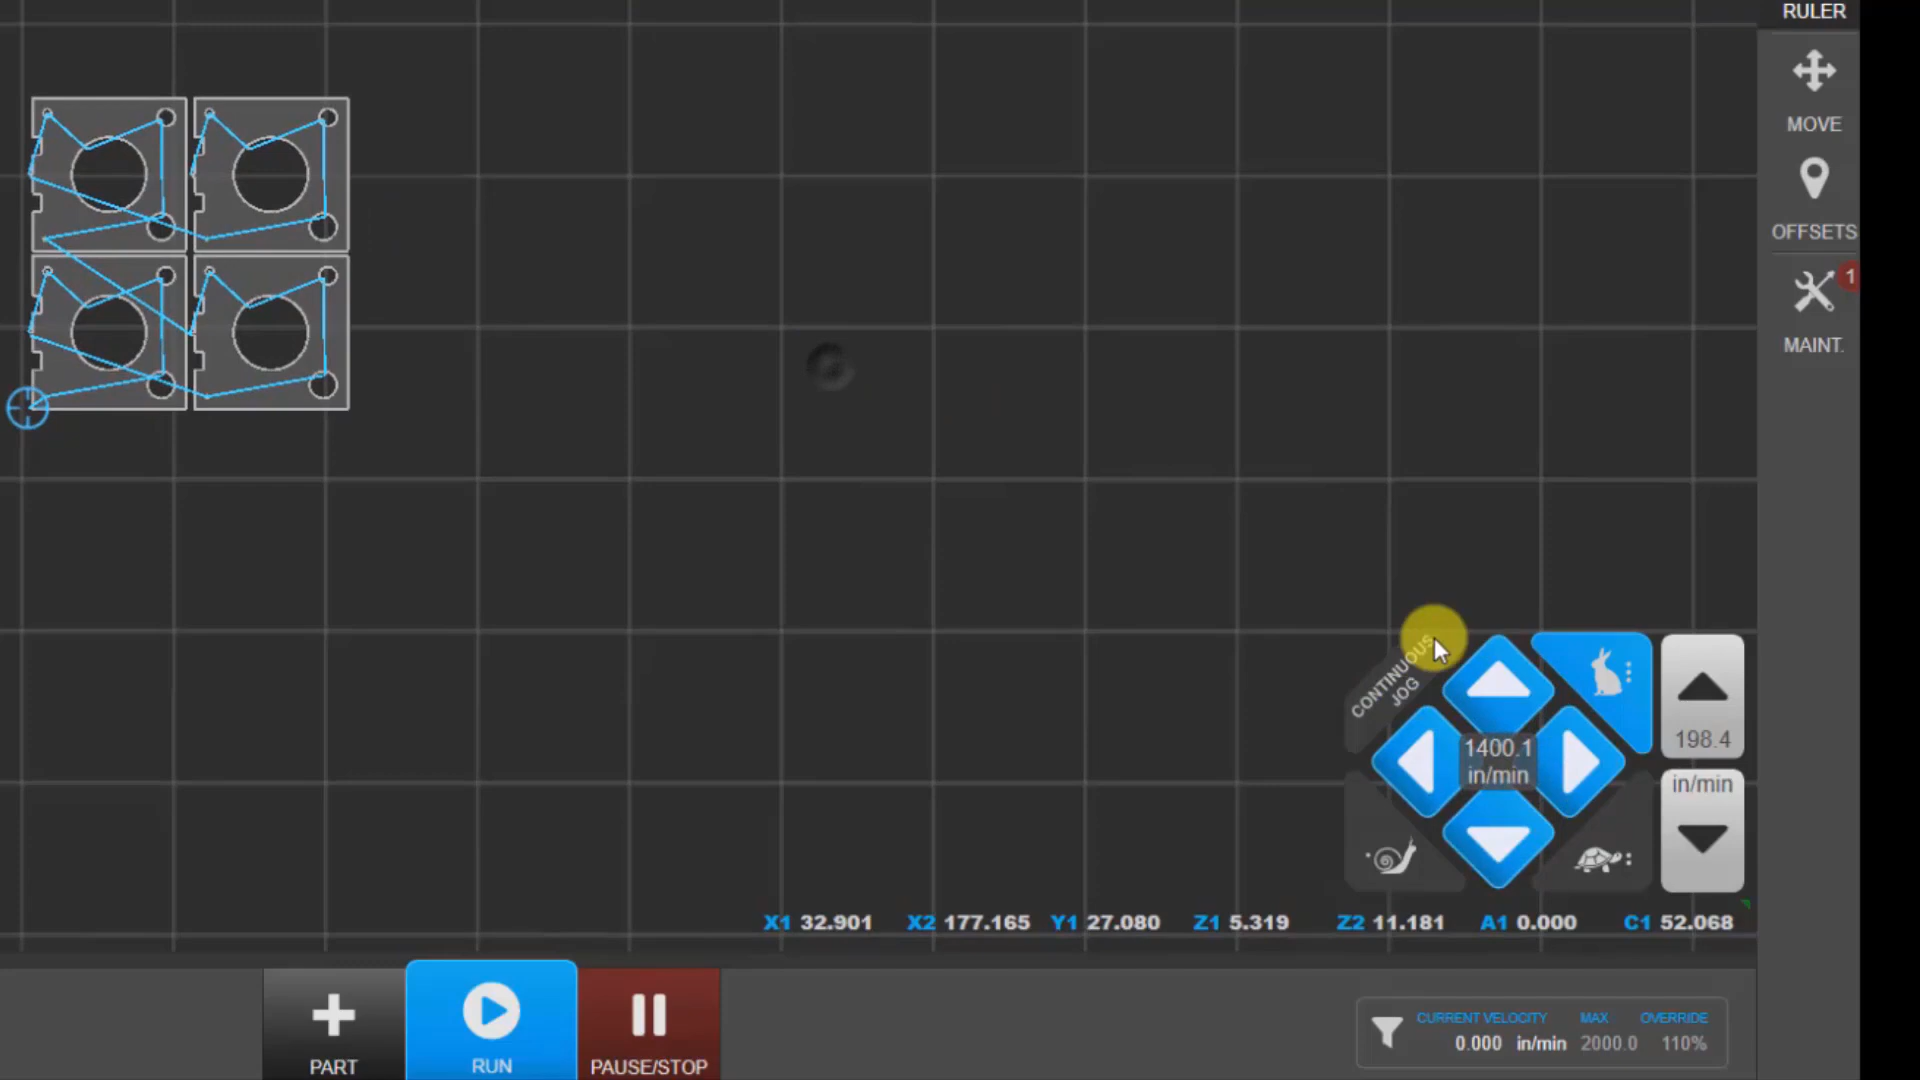 RULER
MOVE
OFFSETS
1
MAINT.
CONTINUOUS
JOG
1400.1
in/min
198.4
in/min
X1 32.901 X2 177.165 Y1 27.080 Z1 5.319 Z2 11.181 A1 0.000 C1 52.068
PART
RUN
PAUSE/STOP
CURRENT VELOCITY MAX OVERRIDE
0.000 in/min 2000.0 110%